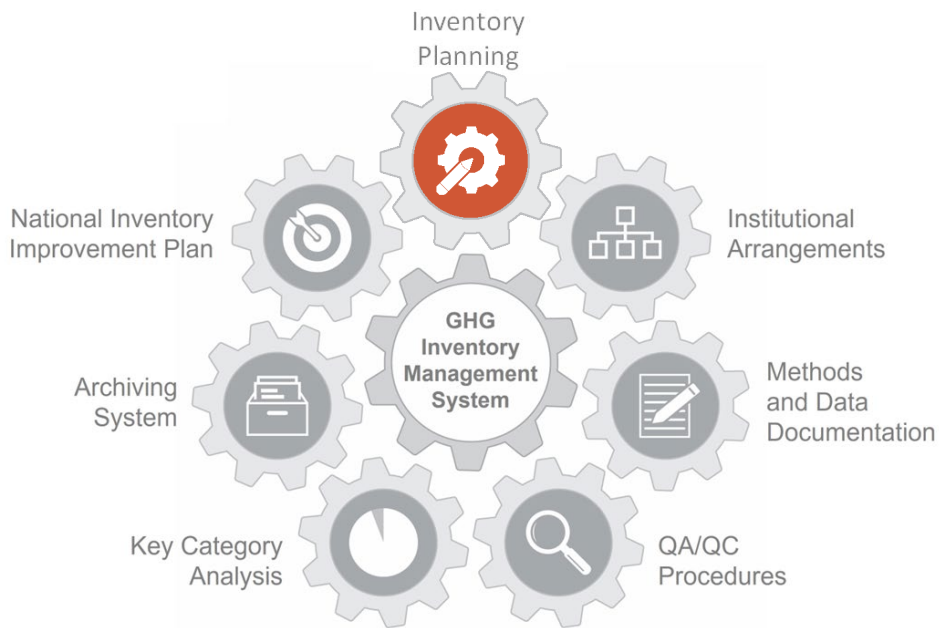 Inventory
Planning
National Inventory
Improvement Plan
Institutional
Arrangements
GHG
Inventory
Management
System
Archiving
System
Methods
and Data
Documentation
Key Category
Analysis
QA/QC
Procedures